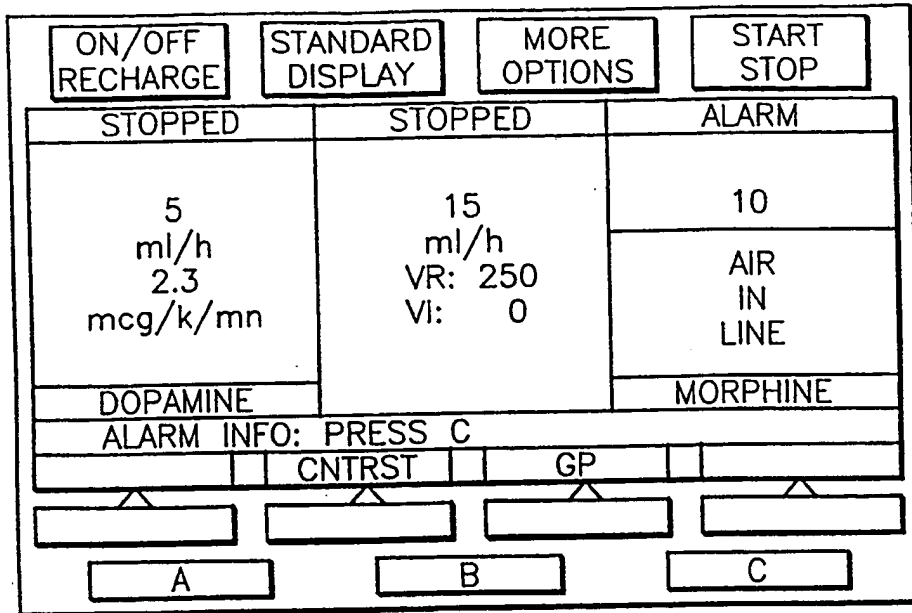 ON/OFF
RECHARGE
STANDARD
DISPLAY
MORE
OPTIONS
START
STOP
STOPPED
STOPPED
ALARM
5
ml/h
2.3
mcg/k/mn
15
ml/h
VR: 250
Vi: 0
10
AIR
IN
LINE
DOPAMINE
MORPHINE
ALARM INFO: PRESS C
CNTRST
GP
A
B
C